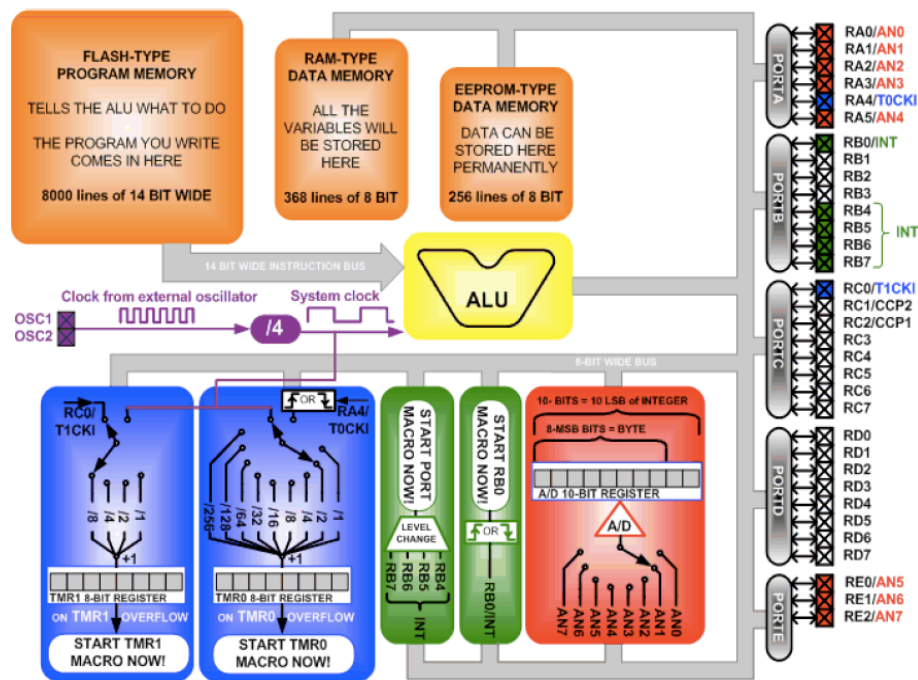 FLASH-TYPE
PROGRAM MEMORY
TELLS THE ALU WHAT TO DO
THE PROGRAM YOU WRITE
COMES IN HERE
8000 lines of 14 BIT WIDE
RAM-TYPE
DATA MEMORY
ALL THE
VARIABLES WILL
BE STORED
HERE
368 lines of 8 BIT
EEPROM-TYPE
DATA MEMORY
DATA CAN BE
STORED HERE
PERMANENTLY
256 lines of 8 BIT
14 BIT WIDE INSTRUCTION BUS
ALU
Clock from external oscillator
System clock
OSC1
OSC2
/4
8-BIT WIDE BUS
RC0/
T1CKI
/8
/4
/2
/1
+1
TMR1 8-BIT REGISTER
ON TMR1 OVERFLOW
START TMR1
MACRO NOW!
OR
RA4/
T0CKI
/256
/128
/64
/32
/16
/8
/4
/2
/1
+1
TMR0 8-BIT REGISTER
ON TMR0 OVERFLOW
START TMR0
MACRO NOW!
START PORT
MACRO NOW!
LEVEL
CHANGE
RB7
RB6
RB5
RB4
INT
START RB0
MACRO NOW!
OR
RB0/INT
10- BITS = 10 LSB of INTEGER
8-MSB BITS = BYTE
A/D 10-BIT REGISTER
A/D
AN7
AN6
AN5
AN4
AN3
AN2
AN1
AN0
PORTA
RA0/AN0
RA1/AN1
RA2/AN2
RA3/AN3
RA4/T0CKI
RA5/AN4
PORTB
RB0/INT
RB1
RB2
RB3
RB4
RB5
RB6
RB7
INT
PORTC
RC0/T1CKI
RC1/CCP2
RC2/CCP1
RC3
RC4
RC5
RC6
RC7
PORTD
RD0
RD1
RD2
RD3
RD4
RD5
RD6
RD7
PORTE
RE0/AN5
RE1/AN6
RE2/AN7